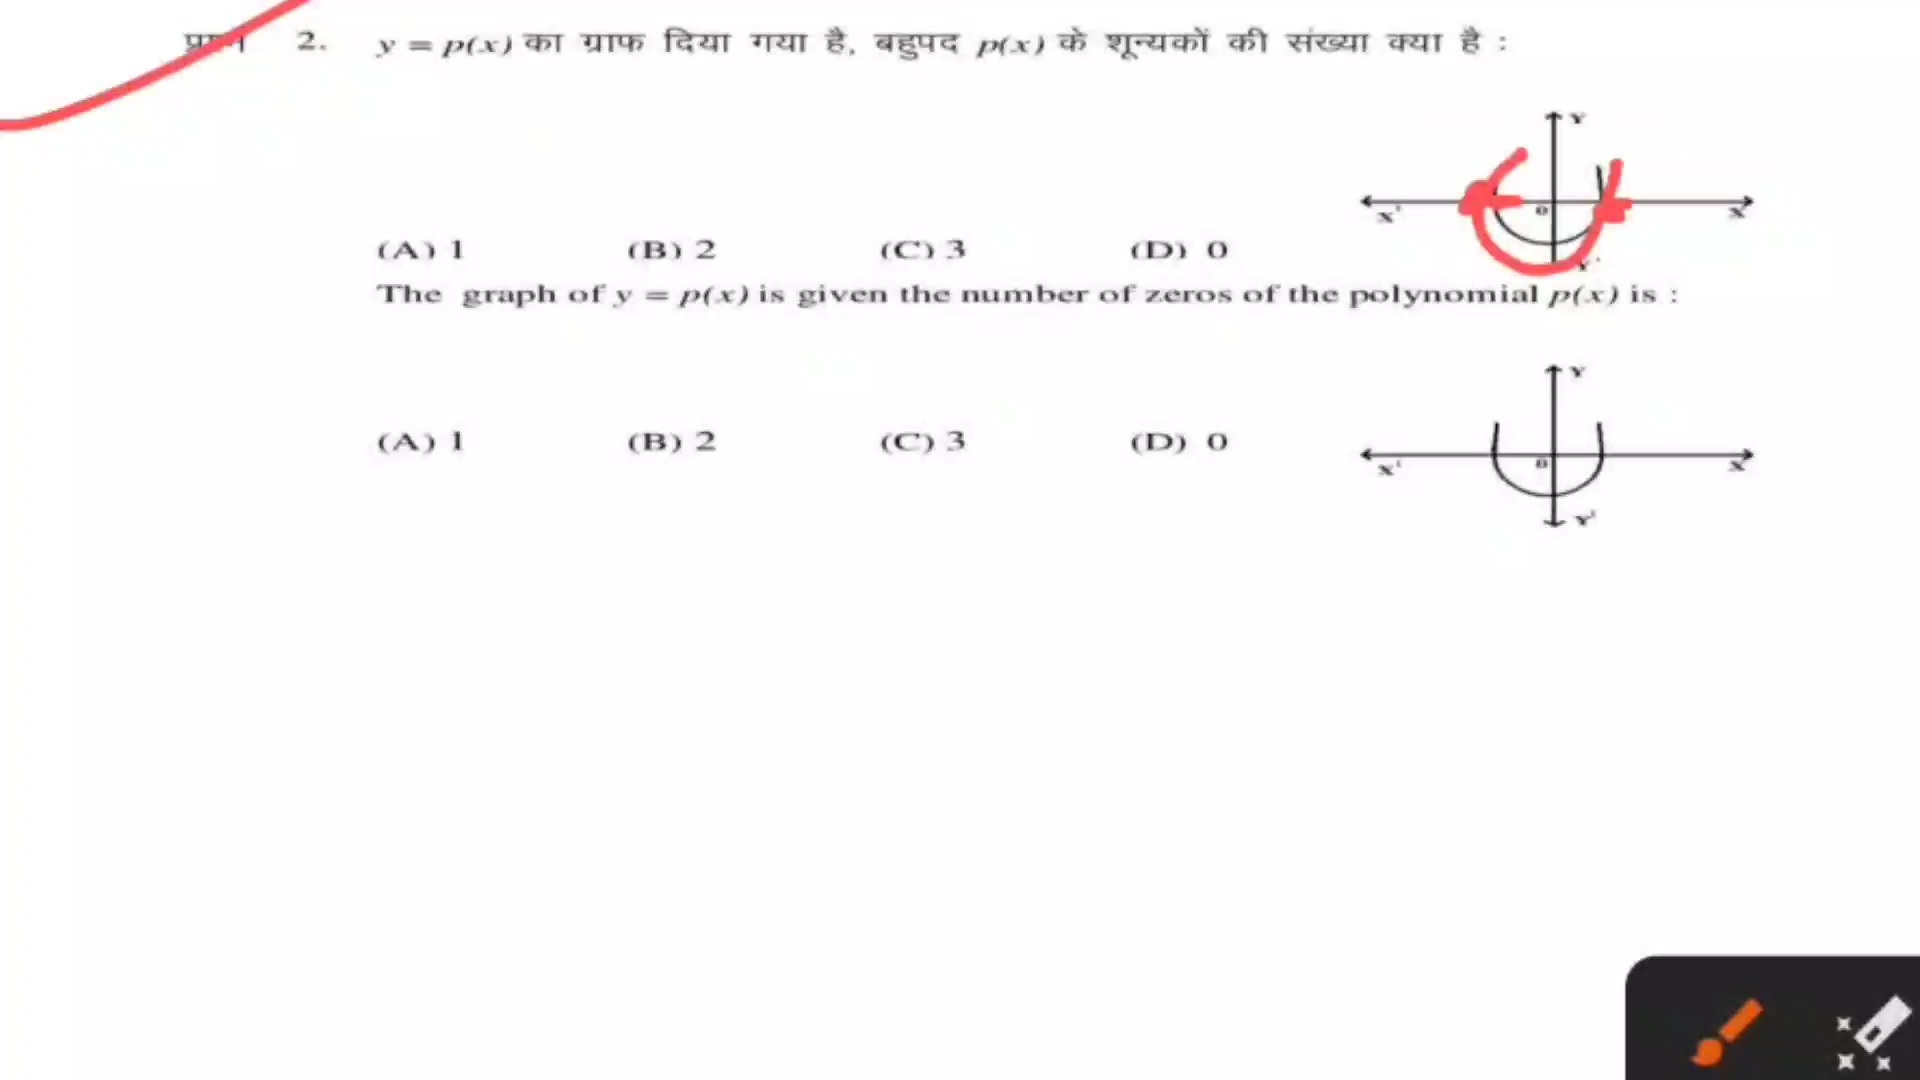 प्रश्न 2. y = p(x) का ग्राफ दिया गया है, बहुपद p(x) के शून्यकों की संख्या क्या है :
Y
X' 0 X
Y'
(A) 1 (B) 2 (C) 3 (D) 0
The graph of y = p(x) is given the number of zeros of the polynomial p(x) is :
Y
X' 0 X
Y'
(A) 1 (B) 2 (C) 3 (D) 0